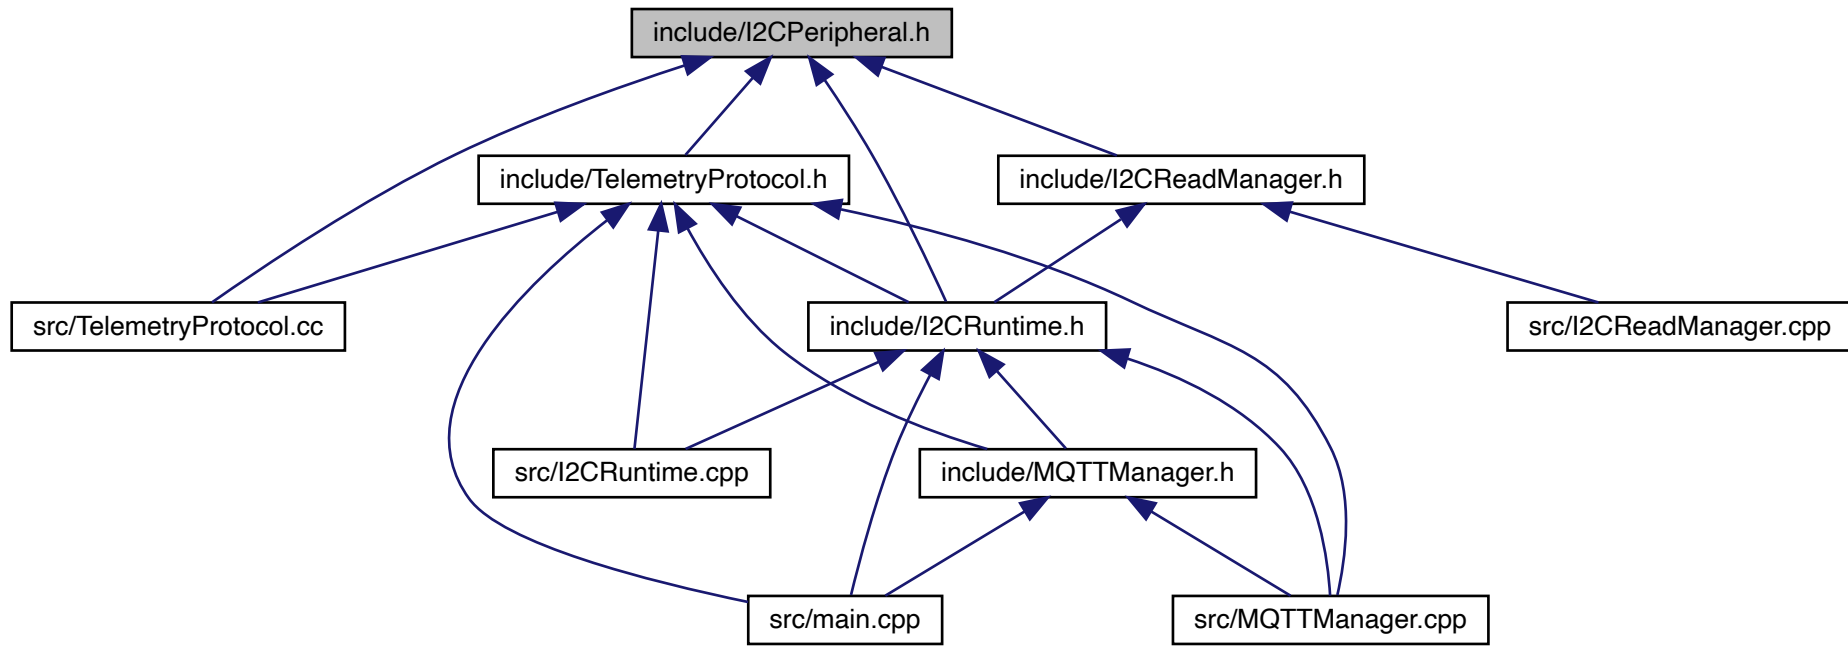 include/I2CPeripheral.h
include/TelemetryProtocol.h
include/I2CReadManager.h
src/TelemetryProtocol.cc
include/I2CRuntime.h
src/I2CReadManager.cpp
src/I2CRuntime.cpp
include/MQTTManager.h
src/main.cpp
src/MQTTManager.cpp